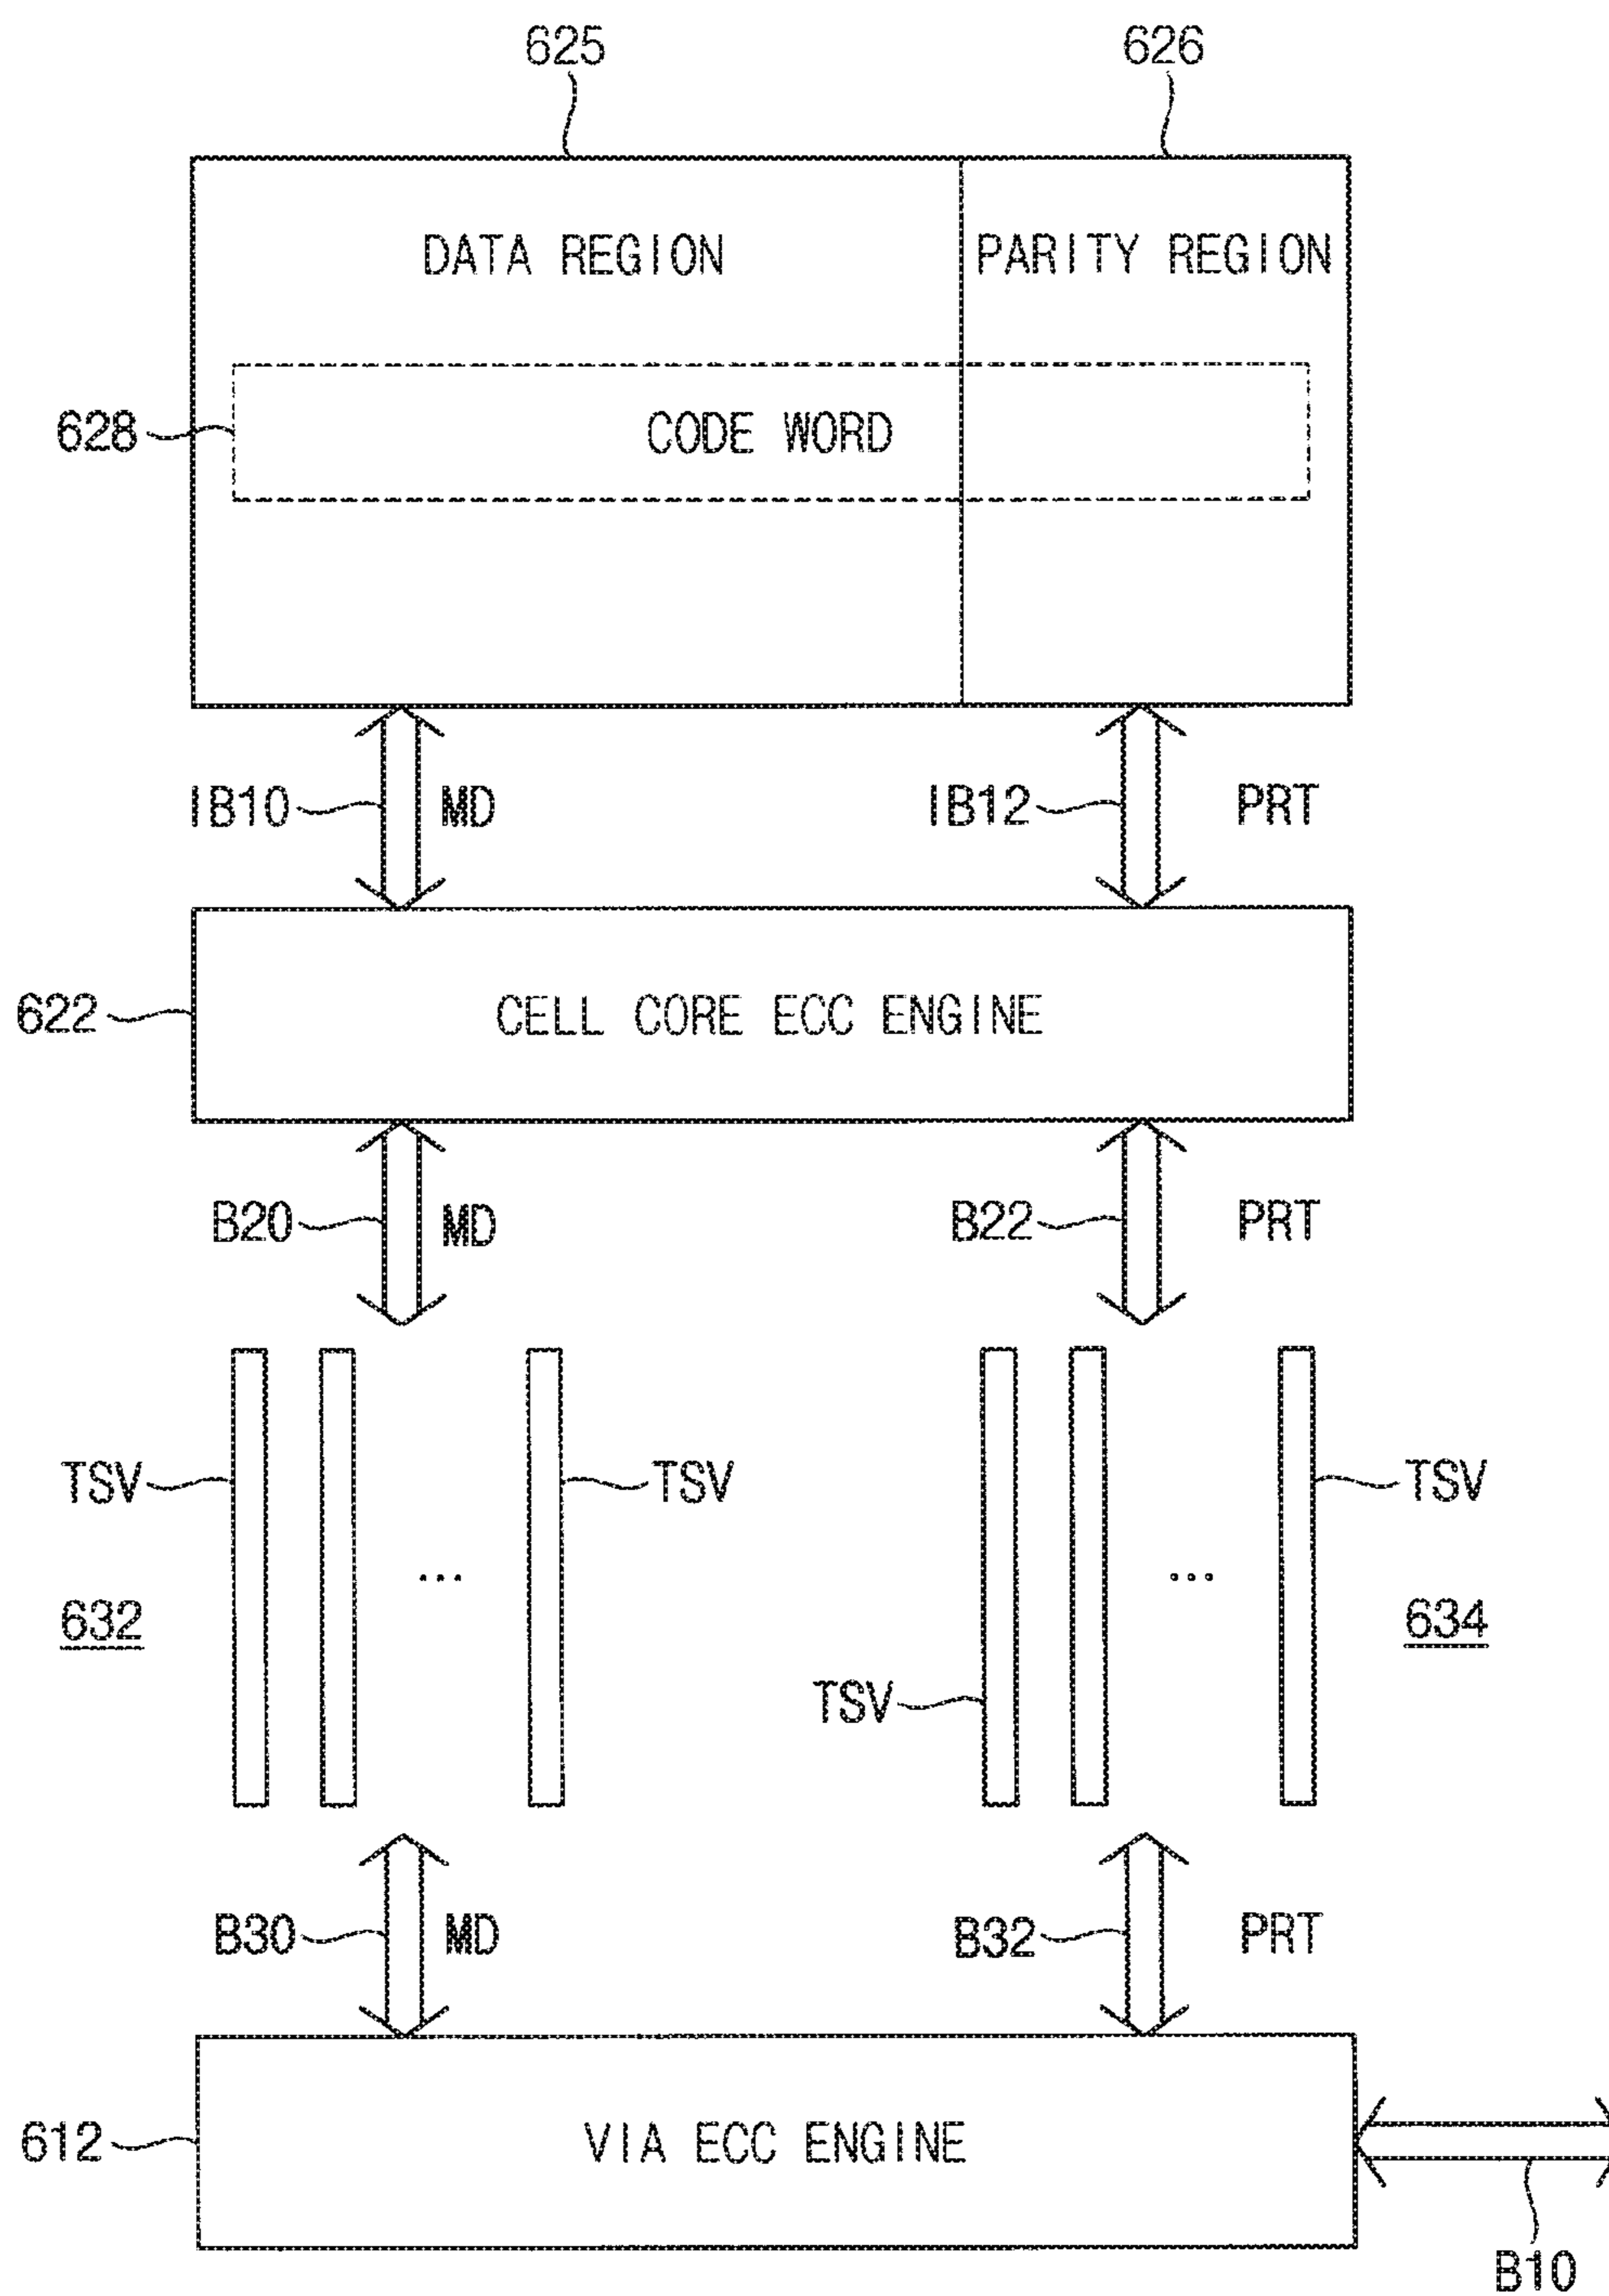 625
626
DATA REGION
PARITY REGION
628
CODE WORD
IB10
MD
IB12
PRT
622
CELL CORE ECC ENGINE
B20
MD
B22
PRT
TSV
TSV
TSV
...
...
632
634
TSV
B30
MD
B32
PRT
612
VIA ECC ENGINE
B10